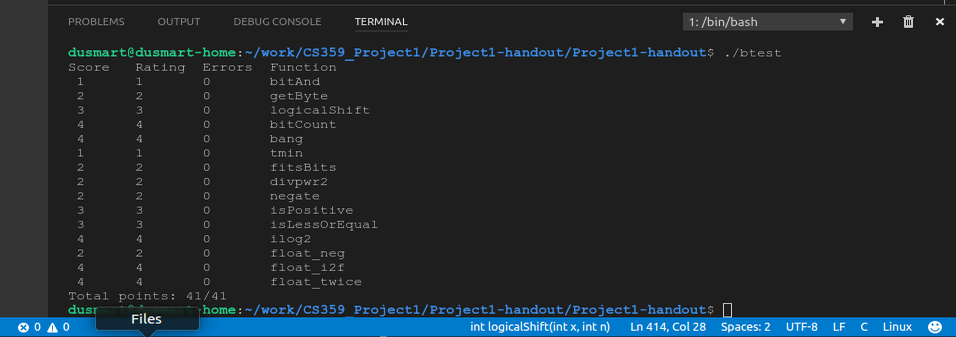 PROBLEMS OUTPUT DEBUG CONSOLE TERMINAL 1: /bin/bash
dusmart@dusmart-home:~/work/CS359_Project1/Project1-handout/Project1-handout$ ./btest
Score Rating Errors Function
1 1 0 bitAnd
2 2 0 getByte
3 3 0 logicalShift
4 4 0 bitCount
4 4 0 bang
1 1 0 tmin
2 2 0 fitsBits
2 2 0 divpwr2
2 2 0 negate
3 3 0 isPositive
3 3 0 isLessOrEqual
4 4 0 ilog2
2 2 0 float_neg
4 4 0 float_i2f
4 4 0 float_twice
Total points: 41/41
dusmart@dusmart-home:~/work/CS359_Project1/Project1-handout/Project1-handout$
Files
0 0 int logicalShift(int x, int n) Ln 414, Col 28 Spaces: 2 UTF-8 LF C Linux